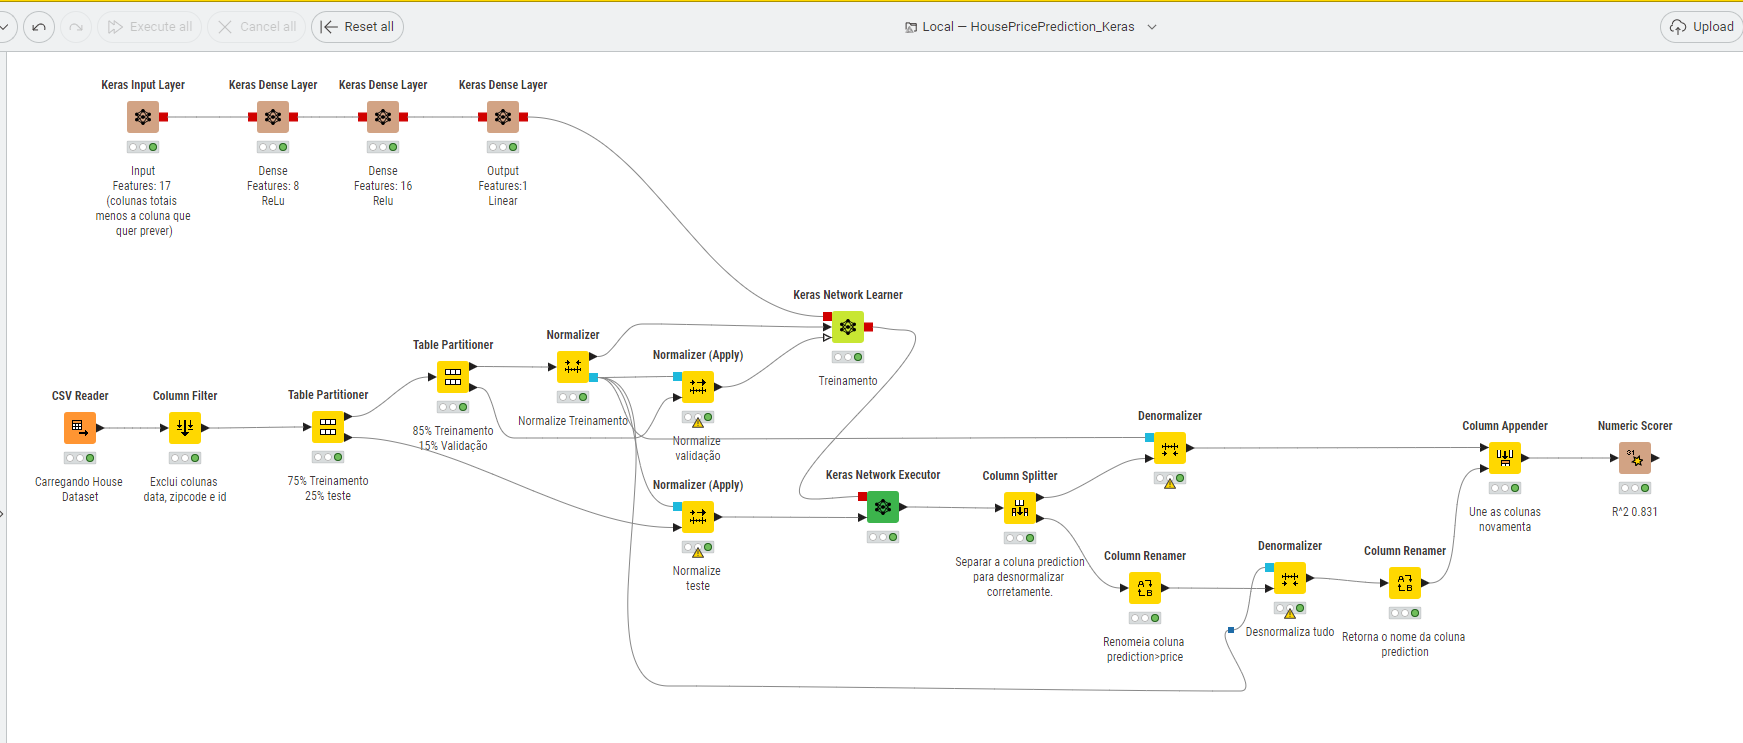 Execute all
Cancel all
Reset all
Local — HousePricePrediction_Keras
Upload
Keras Input Layer
Input
Features: 17
(colunas totais
menos a coluna que
quer prever)
Keras Dense Layer
Dense
Features: 8
ReLu
Keras Dense Layer
Dense
Features: 16
Relu
Keras Dense Layer
Output
Features:1
Linear
Keras Network Learner
Treinamento
CSV Reader
Carregando House
Dataset
Column Filter
Exclui colunas
data, zipcode e id
Table Partitioner
75% Treinamento
25% teste
Table Partitioner
85% Treinamento
15% Validação
Normalizer
Normalize Treinamento
Normalizer (Apply)
Normalize
validação
Normalizer (Apply)
Normalize
teste
Keras Network Executor
Column Splitter
Separar a coluna prediction
para desnormalizar
corretamente.
Denormalizer
Column Renamer
Renomeia coluna
prediction>price
Denormalizer
Desnormaliza tudo
Column Renamer
Retorna o nome da coluna
prediction
Column Appender
Une as colunas
novamenta
Numeric Scorer
R^2 0.831